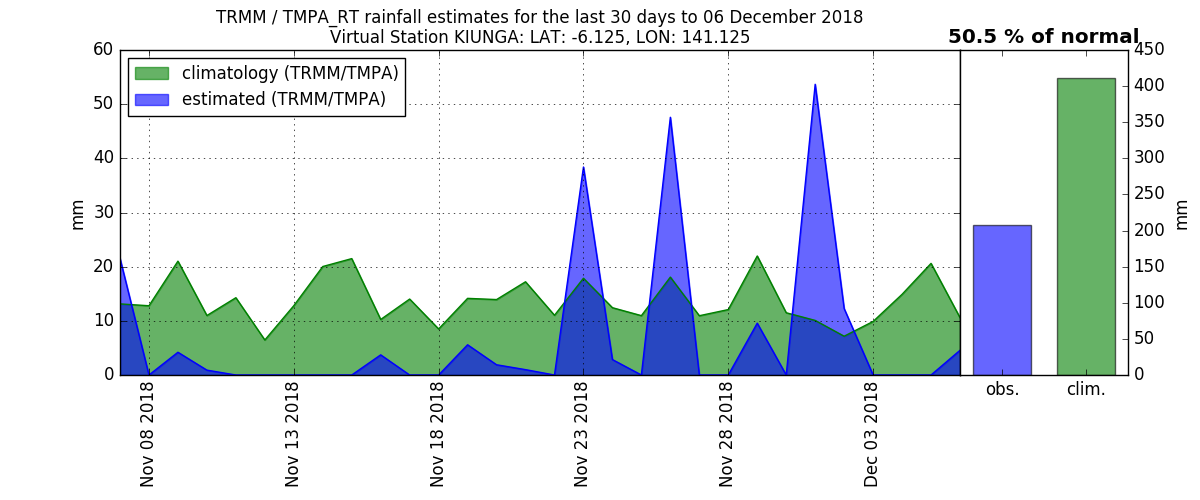 TRMM / TMPA_RT rainfall estimates for the last 30 days to 06 December 2018
Virtual Station KIUNGA: LAT: -6.125, LON: 141.125
50.5 % of normal
climatology (TRMM/TMPA)
estimated (TRMM/TMPA)
60
50
40
30
20
10
0
mm
Nov 08 2018
Nov 13 2018
Nov 18 2018
Nov 23 2018
Nov 28 2018
Dec 03 2018
obs.
clim.
450
400
350
300
250
200
150
100
50
0
mm